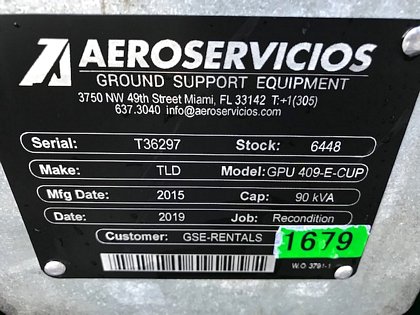 AEROSERVICIOS
GROUND SUPPORT EQUIPMENT
3750 NW 49th Street Miami, FL 33142 T:+1(305)
637.3040 info@aeroservicios.com
Serial: T36297 Stock: 6448
Make: TLD Model: GPU 409-E-CUP
Mfg Date: 2015 Cap: 90 kVA
Date: 2019 Job: Recondition
Customer: GSE-RENTALS 1679
W.O 3791-1